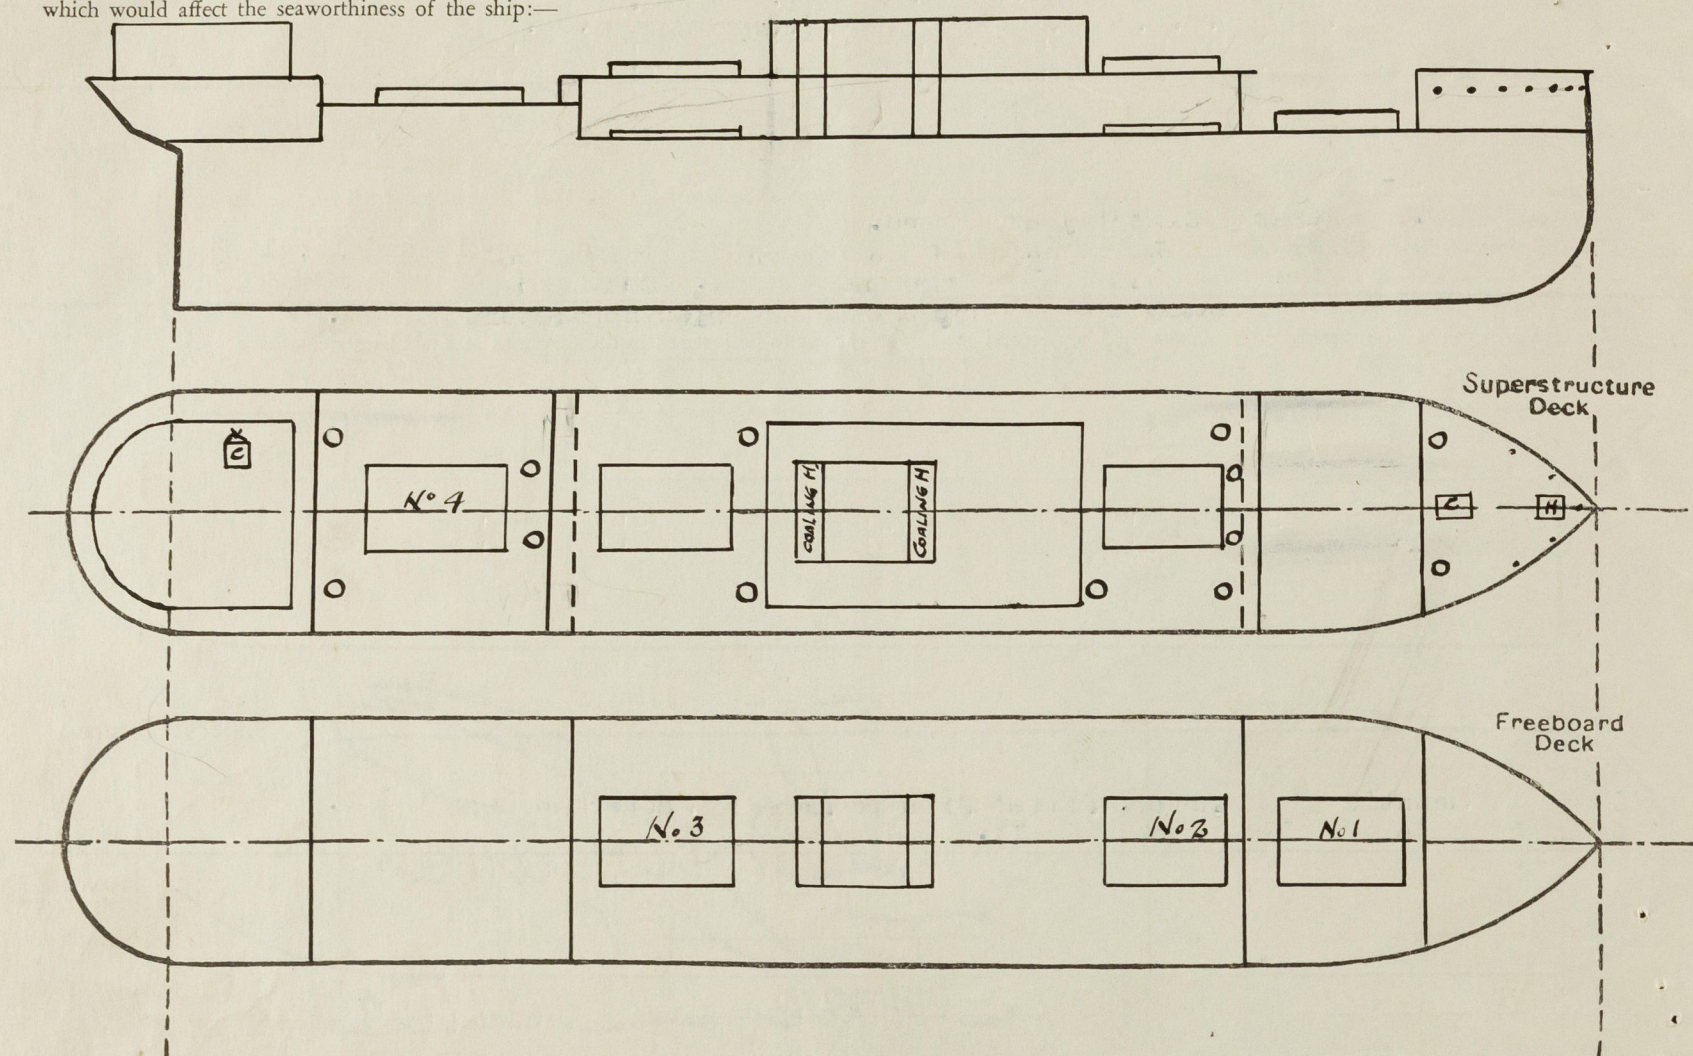 which would affect the seaworthiness of the ship:—
Superstructure
Deck
C
No 4
COALING H
COALING H
C
H
Freeboard
Deck
No. 3
No. 2
No 1